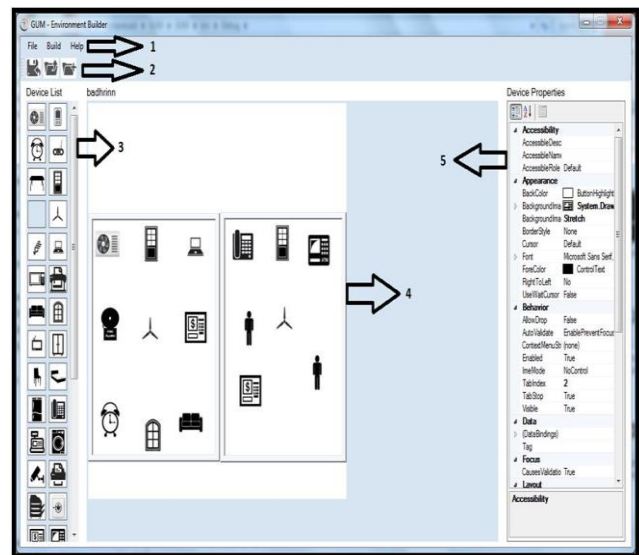 GUM - Environment Builder
File Build Help
1
2
Device List
badhrinn
Device Properties
3
4
5
Accessibility
AccessibleDesc
AccessibleName
AccessibleRole Default
Appearance
BackColor ButtonHighlight
BackgroundIma System.Draw
BackgroundIma Stretch
BorderStyle None
Cursor Default
Font Microsoft Sans Serif,
ForeColor ControlText
RightToLeft No
UseWaitCursor False
Behavior
AllowDrop False
AutoValidate EnablePreventFocus
ContextMenuStr (none)
Enabled True
ImeMode NoControl
TabIndex 2
TabStop True
Visible True
Data
(DataBindings)
Tag
Focus
CausesValidatio True
Layout
Accessibility